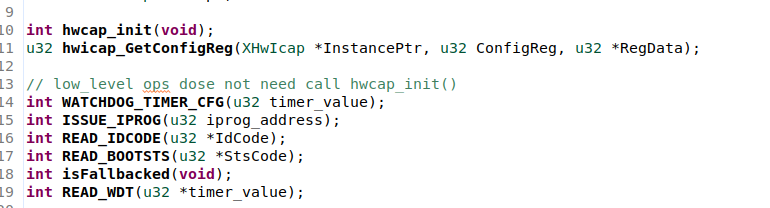 9
10 int hwcap_init(void);
11 u32 hwicap_GetConfigReg(XHwIcap *InstancePtr, u32 ConfigReg, u32 *RegData);
12
13 // low_level ops dose not need call hwcap_init()
14 int WATCHDOG_TIMER_CFG(u32 timer_value);
15 int ISSUE_IPROG(u32 iprog_address);
16 int READ_IDCODE(u32 *IdCode);
17 int READ_BOOTSTS(u32 *StsCode);
18 int isFallbacked(void);
19 int READ_WDT(u32 *timer_value);